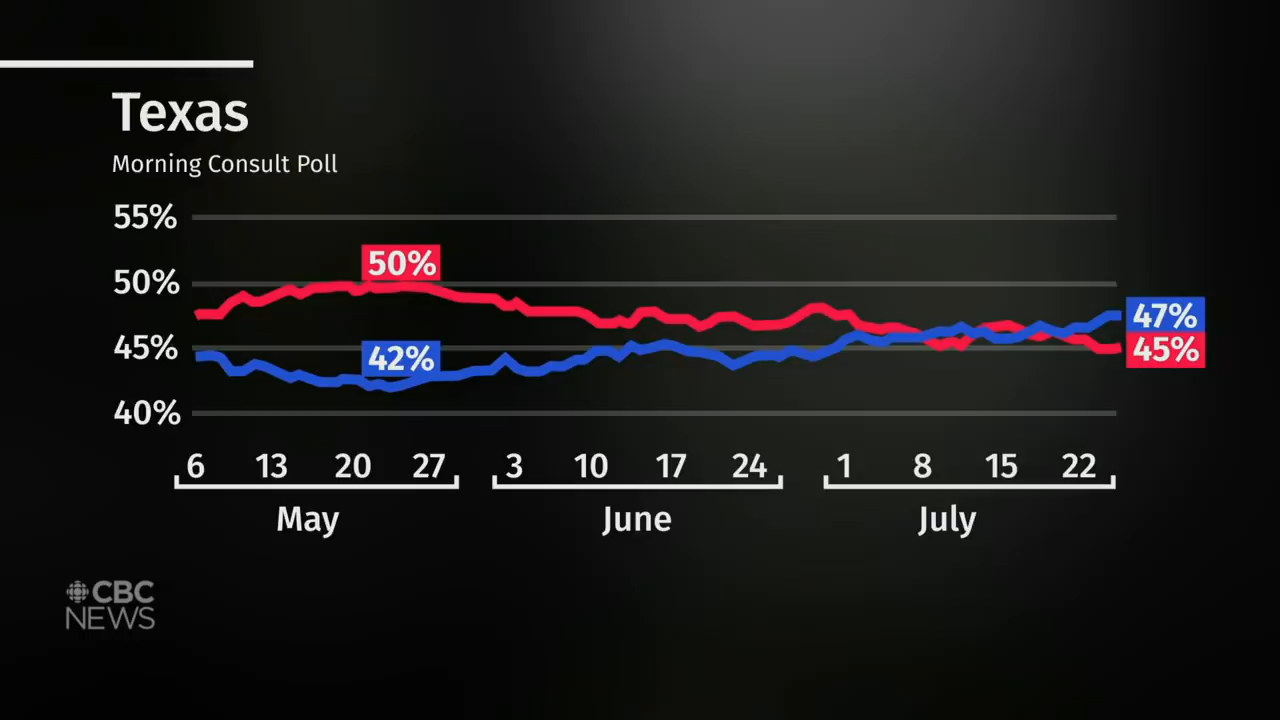 Texas
Morning Consult Poll
55%
50%
50%
47%
45%
42%
45%
40%
6 13 20 27 3 10 17 24 1 8 15 22
May June July
CBC
NEWS